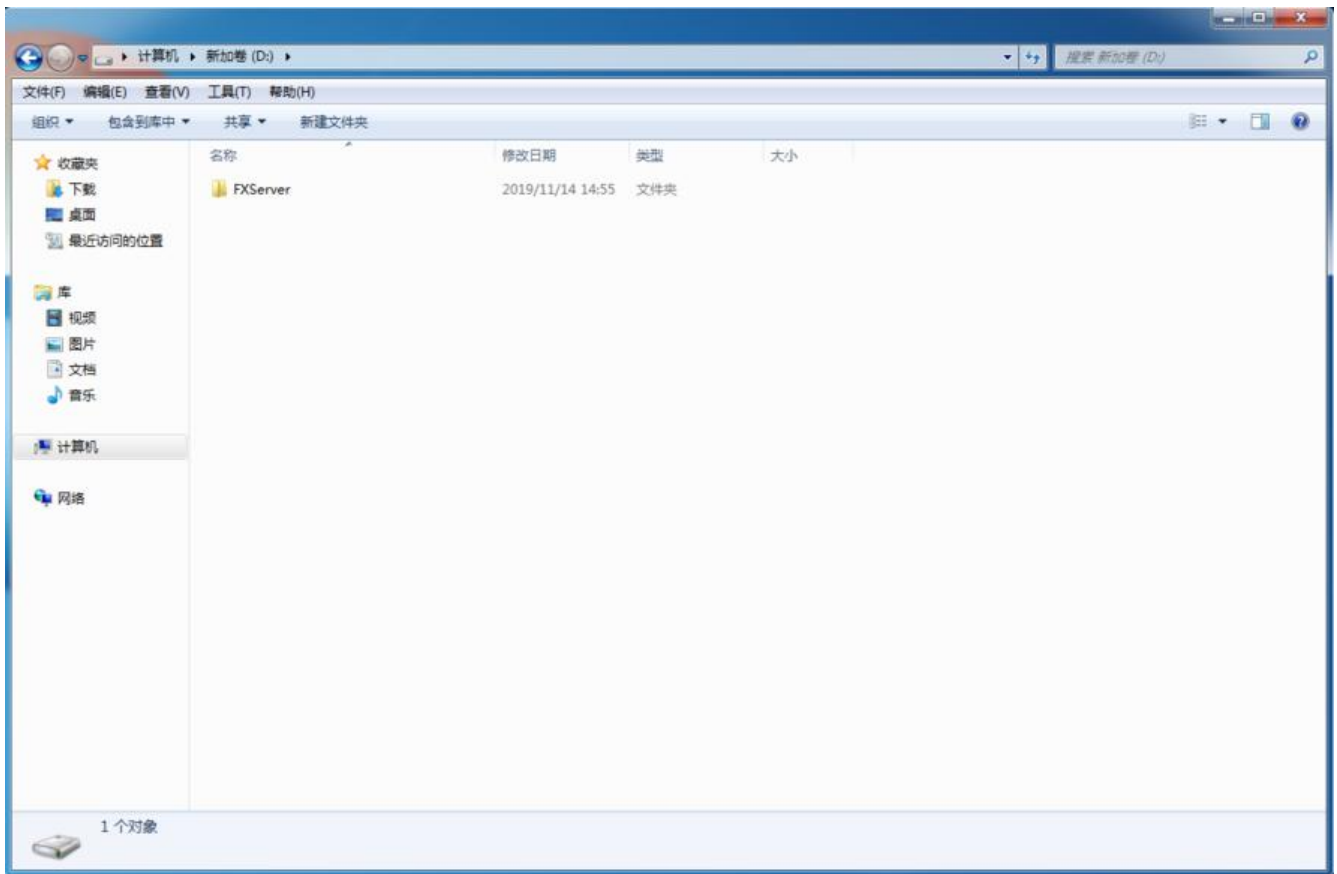 计算机 新加卷 (D:) 搜索 新加卷 (D:)
文件(F) 编辑(E) 查看(V) 工具(T) 帮助(H)
组织 包含到库中 共享 新建文件夹
名称 修改日期 类型 大小
FXServer 2019/11/14 14:55 文件夹
收藏夹
下载
桌面
最近访问的位置
库
视频
图片
文档
音乐
计算机
网络
1 个对象